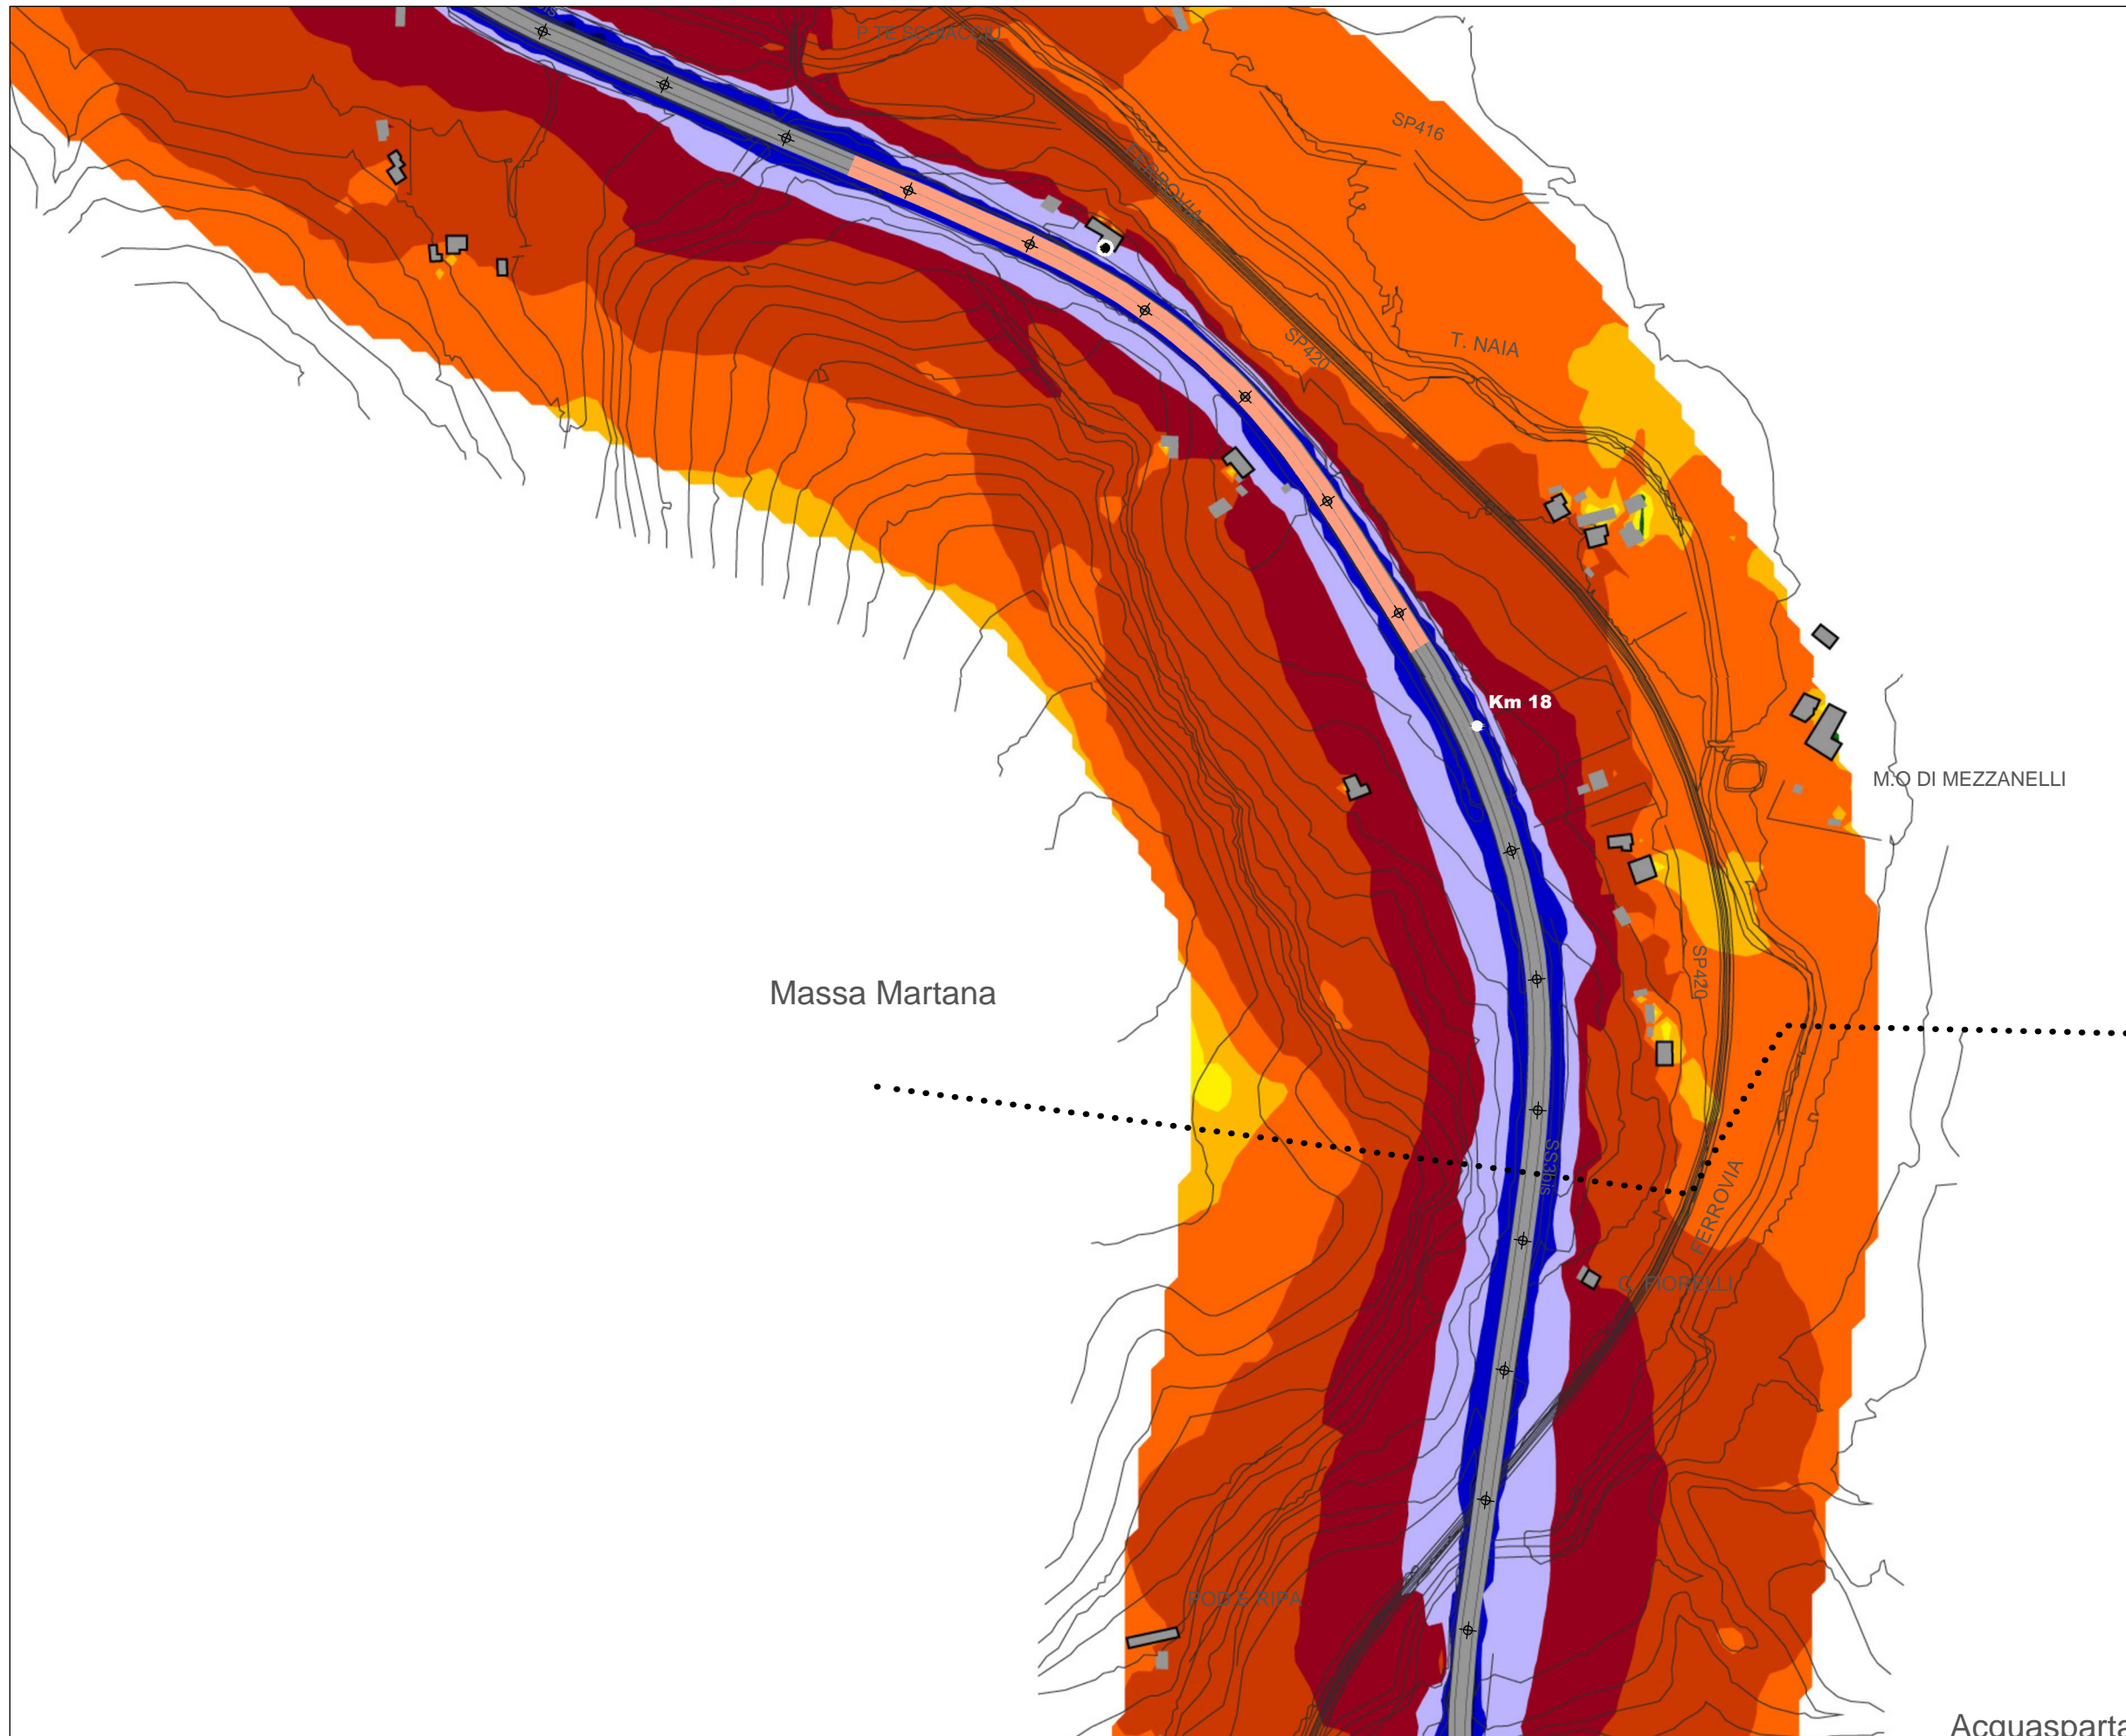 P.TE SCHIACCIU
SP416
FERROVIA
SP420
T. NAIA
Km 18
M.O DI MEZZANELLI
Massa Martana
SP420
SS3bis
FERROVIA
C. FIORELLI
POD.E RIPA
Acquasparta